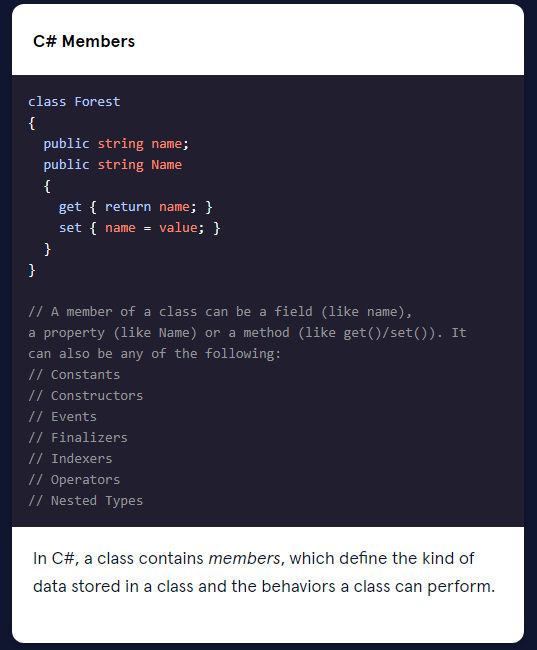 C# Members
class Forest
{
  public string name;
  public string Name
  {
    get { return name; }
    set { name = value; }
  }
}
// A member of a class can be a field (like name),
a property (like Name) or a method (like get()/set()). It
can also be any of the following:
// Constants
// Constructors
// Events
// Finalizers
// Indexers
// Operators
// Nested Types
In C#, a class contains members, which define the kind of
data stored in a class and the behaviors a class can perform.